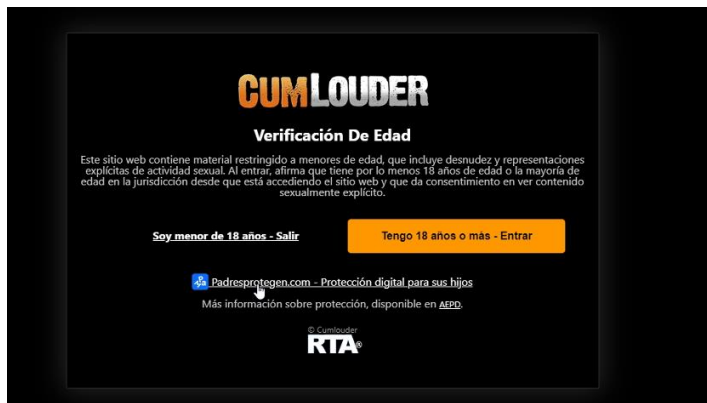 CUMLOUDER
Verificación De Edad
Este sitio web contiene material restringido a menores de edad, que incluye desnudez y representaciones
explícitas de actividad sexual. Al entrar, afirma que tiene por lo menos 18 años de edad o la mayoría de
edad en la jurisdicción desde que está accediendo el sitio web y que da consentimiento en ver contenido
sexualmente explícito.
Soy menor de 18 años - Salir
Tengo 18 años o màs - Entrar
Padresprotegen.com - Protección digital para sus hijos
Más información sobre protección, disponible en AEPD.
© Cumlouder
RTA®